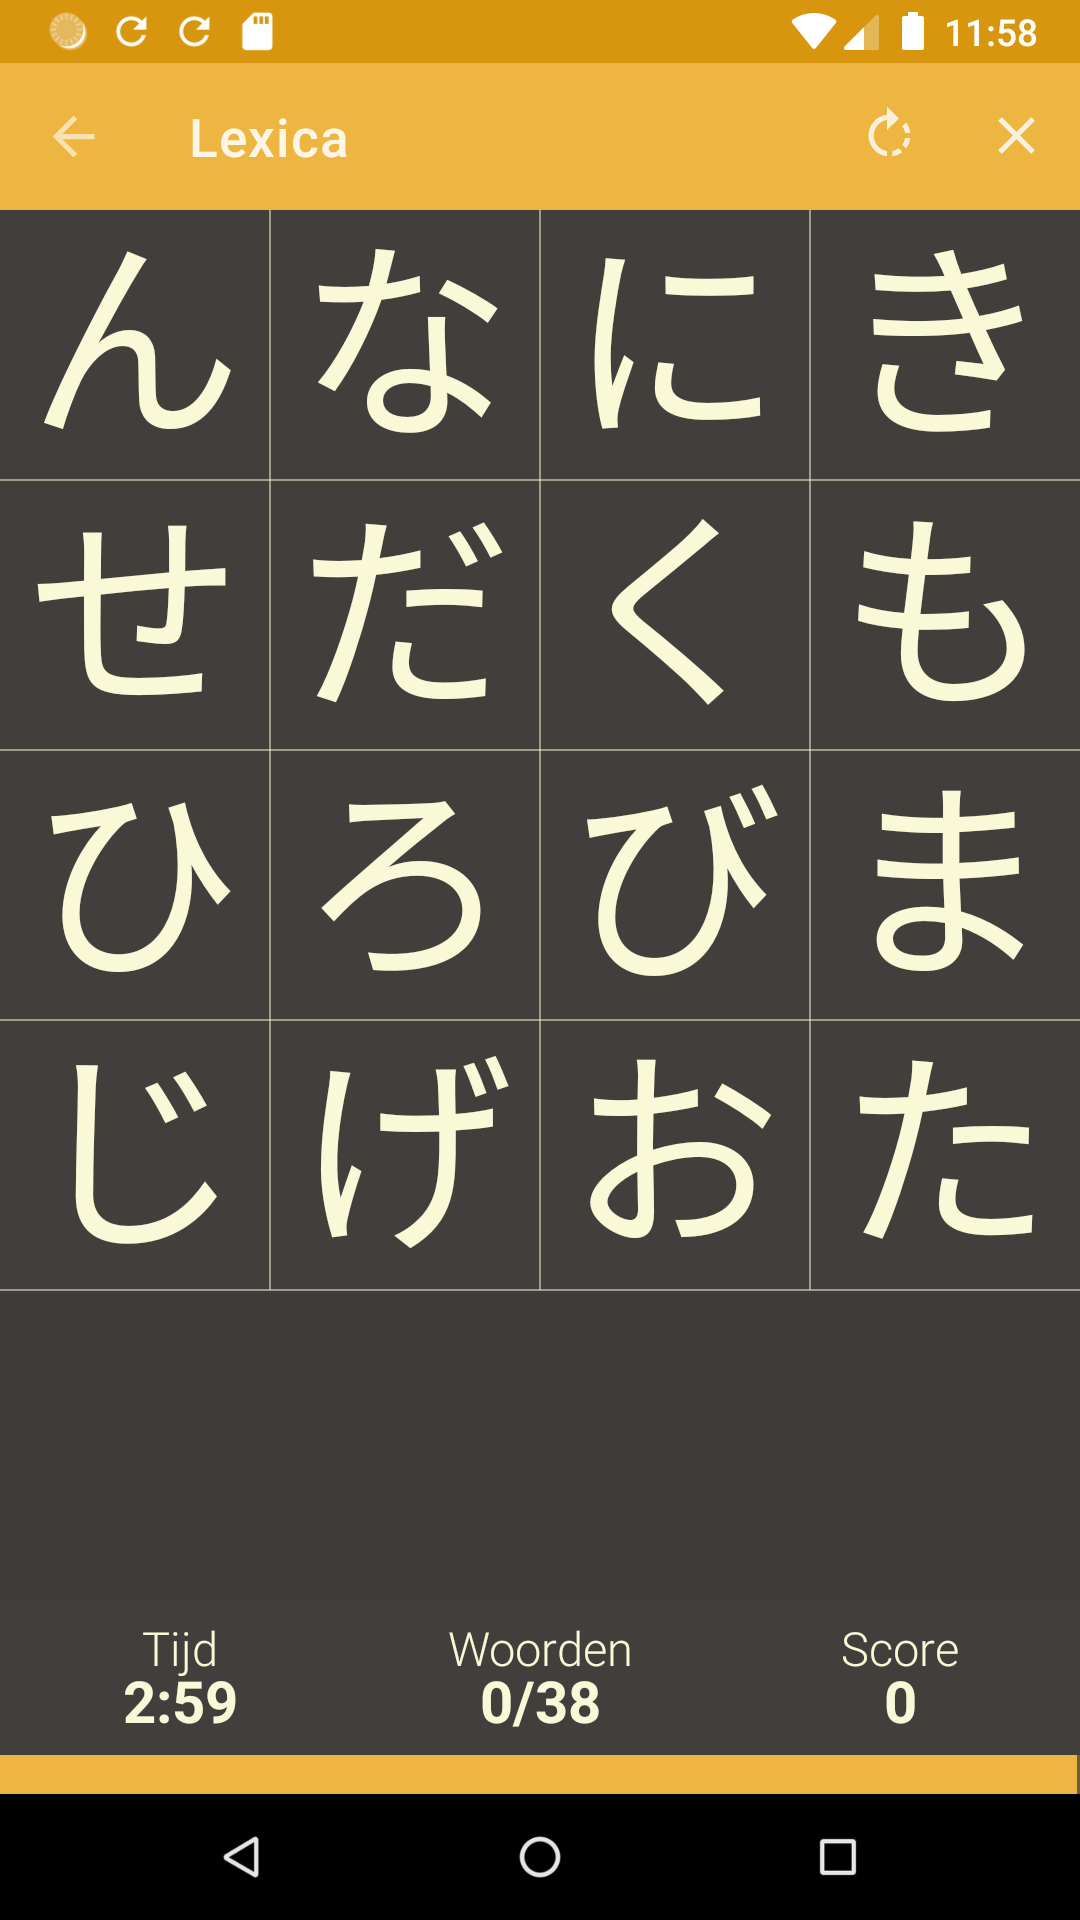 11:58
Lexica
ん な に き
せ だ く も
ひ ろ び ま
じ げ お た
Tijd Woorden Score
2:59 0/38 0